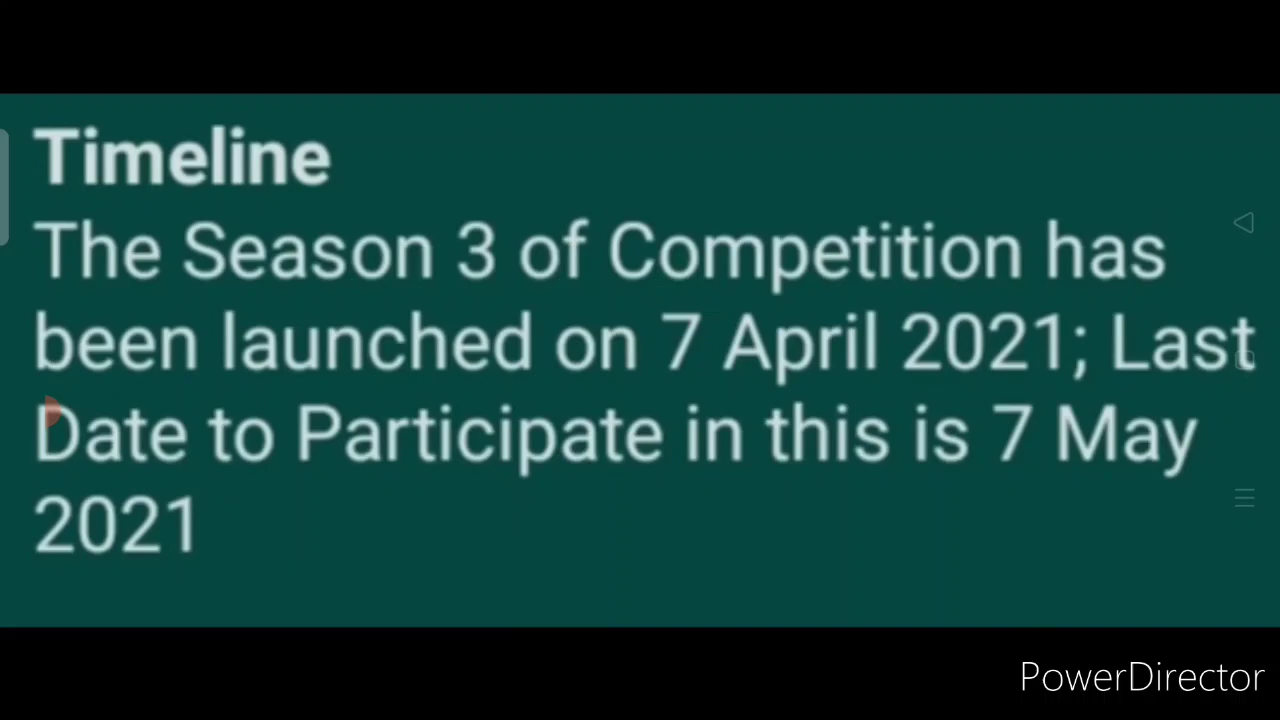 Timeline
The Season 3 of Competition has
been launched on 7 April 2021; Last
Date to Participate in this is 7 May
2021
PowerDirector